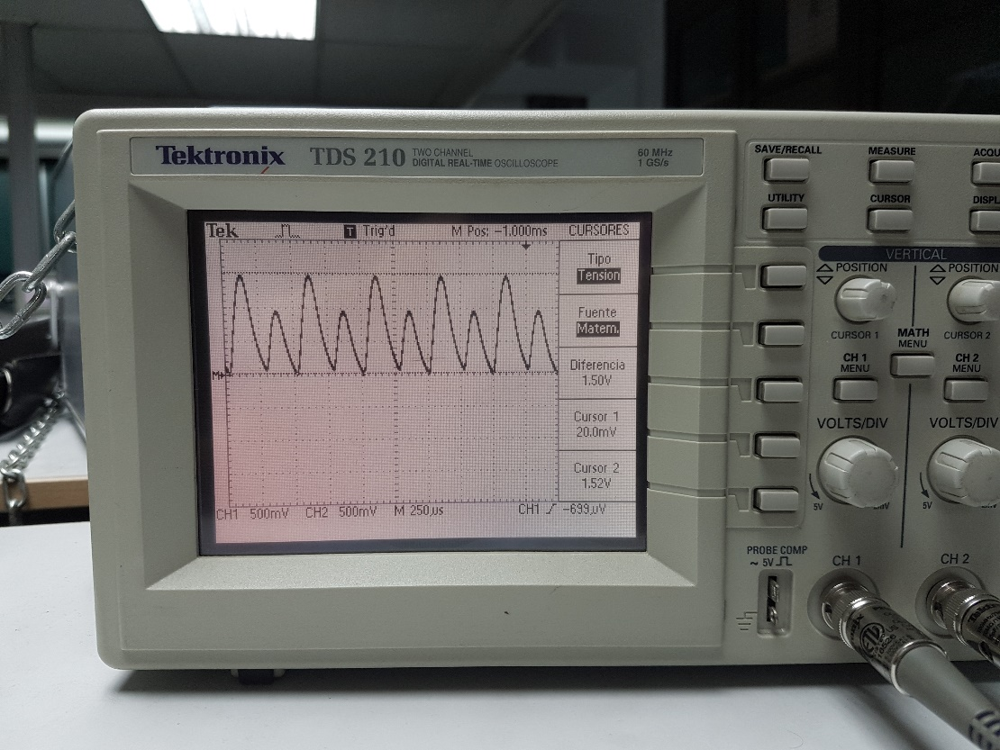 Tektronix TDS 210 TWO CHANNEL DIGITAL REAL-TIME OSCILLOSCOPE 60 MHz 1 GS/s
Tek T Trig'd M Pos: -1.000ms CURSORES
Tipo
Tension
Fuente
Matem.
Diferencia
1.50V
Cursor 1
20.0mV
Cursor 2
1.52V
CH1 500mV CH2 500mV M 250µs CH1 -699µV
SAVE/RECALL MEASURE ACQU
UTILITY CURSOR DISPL
VERTICAL
POSITION POSITION
CURSOR 1 CURSOR 2
MATH
MENU
CH 1
MENU
CH 2
MENU
VOLTS/DIV VOLTS/DIV
5V 5V
PROBE COMP
~ 5V
CH 1 CH 2